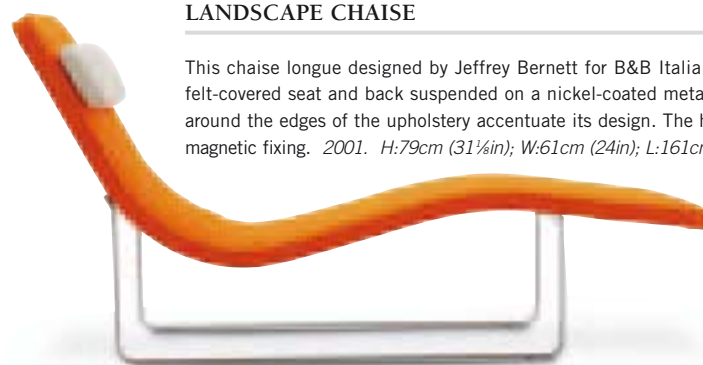 LANDSCAPE CHAISE
This chaise longue designed by Jeffrey Bernett for B&B Italia
felt-covered seat and back suspended on a nickel-coated meta
around the edges of the upholstery accentuate its design. The h
magnetic fixing. 2001. H:79cm (31⅛in); W:61cm (24in); L:161cm